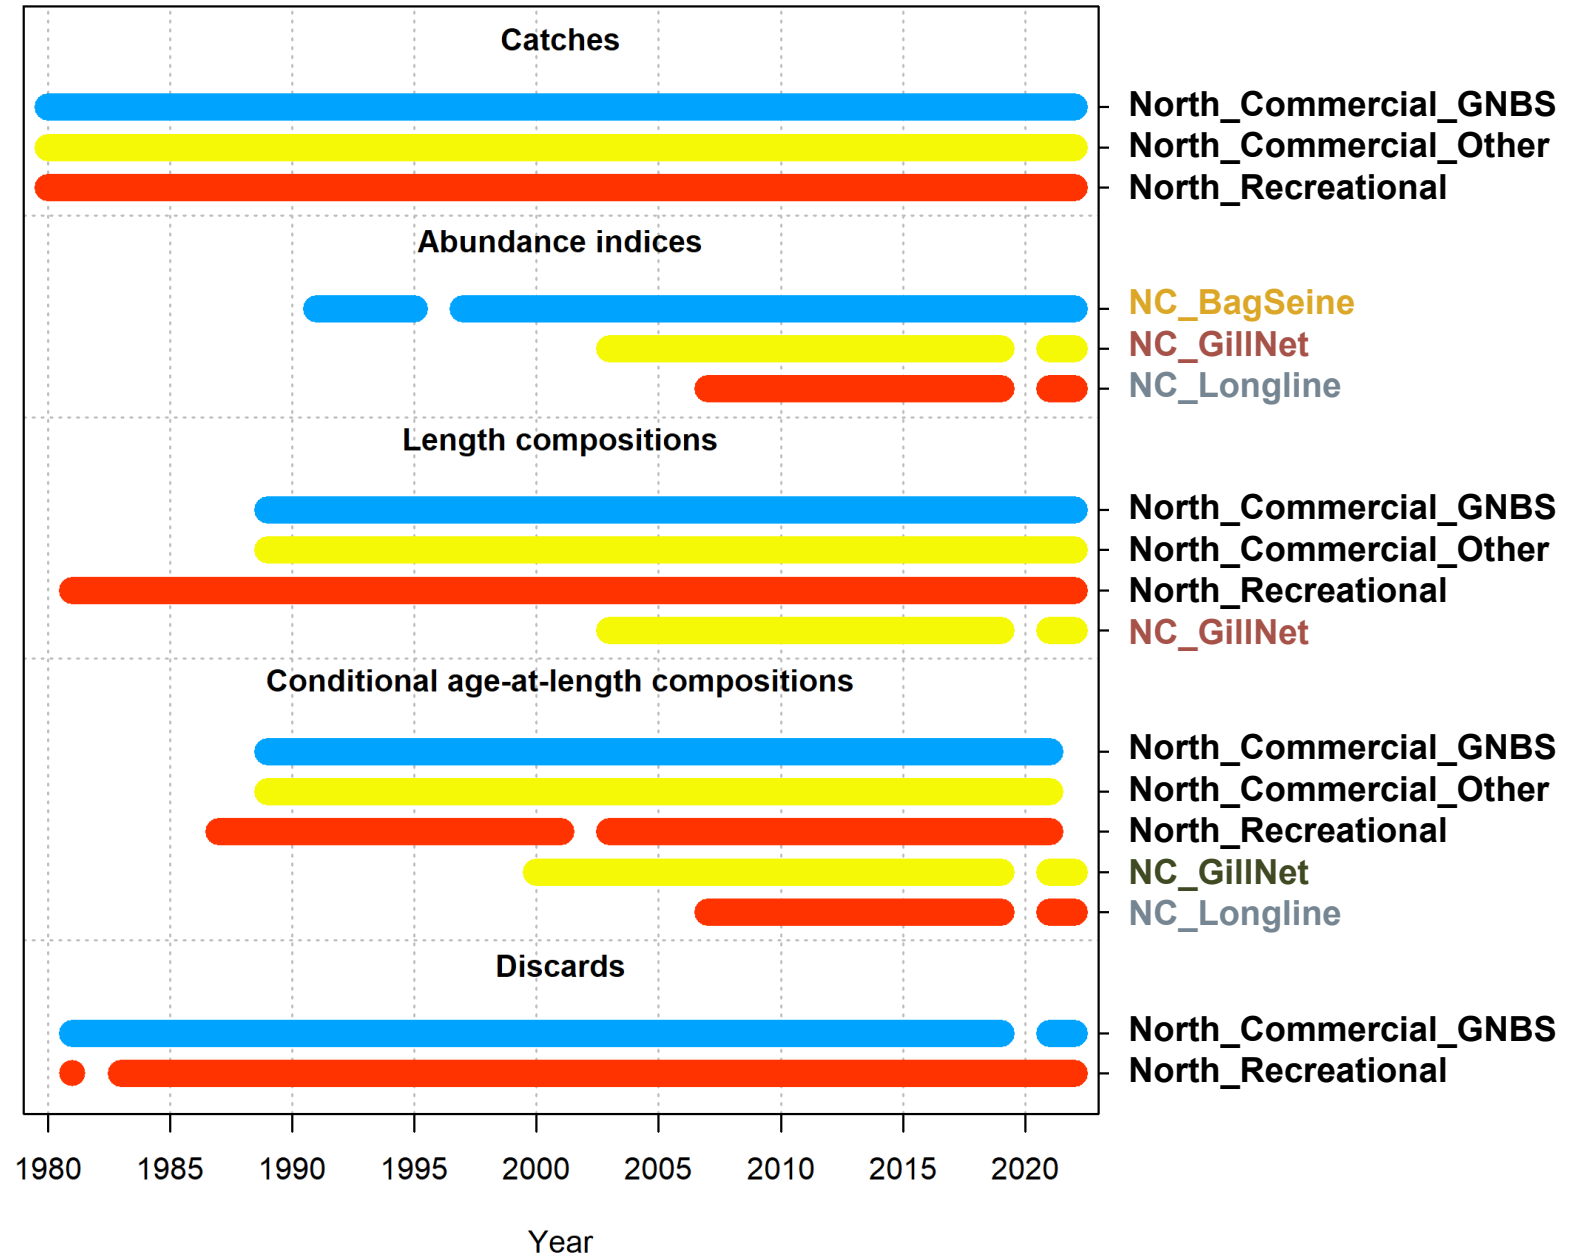 Catches
North_Commercial_GNBS
North_Commercial_Other
North_Recreational
Abundance indices
NC_BagSeine
NC_GillNet
NC_Longline
Length compositions
North_Commercial_GNBS
North_Commercial_Other
North_Recreational
NC_GillNet
Conditional age-at-length compositions
North_Commercial_GNBS
North_Commercial_Other
North_Recreational
NC_GillNet
NC_Longline
Discards
North_Commercial_GNBS
North_Recreational
1980 1985 1990 1995 2000 2005 2010 2015 2020
Year